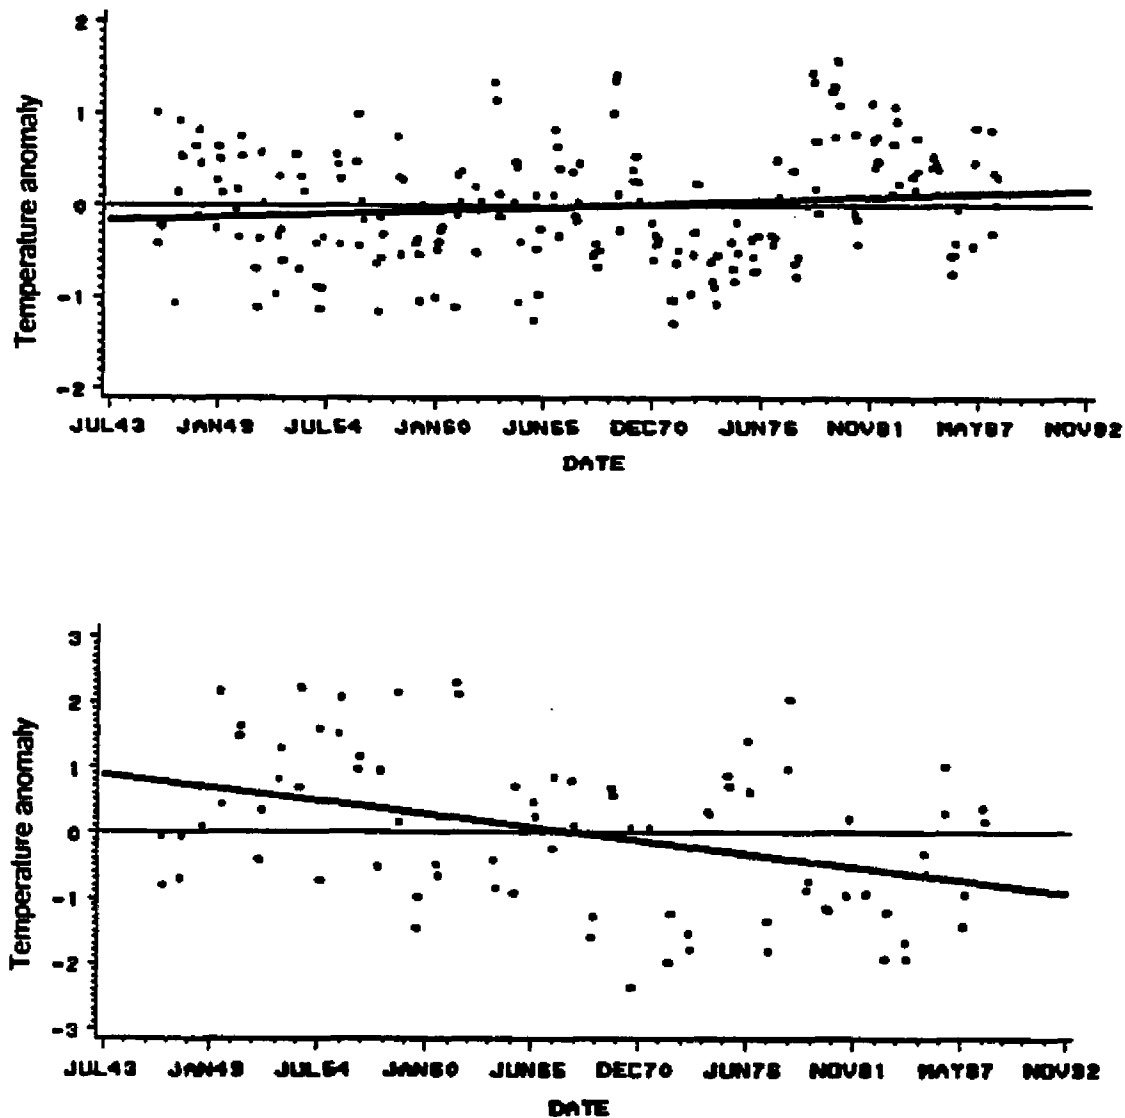 Temperature anomaly
2
1
0
-1
-2
JUL43 JAN49 JUL54 JAN60 JUN65 DEC70 JUN76 NOV81 MAY87 NOV92
DATE
Temperature anomaly
3
2
1
0
-1
-2
-3
JUL43 JAN49 JUL54 JAN60 JUN65 DEC70 JUN76 NOV81 MAY87 NOV92
DATE